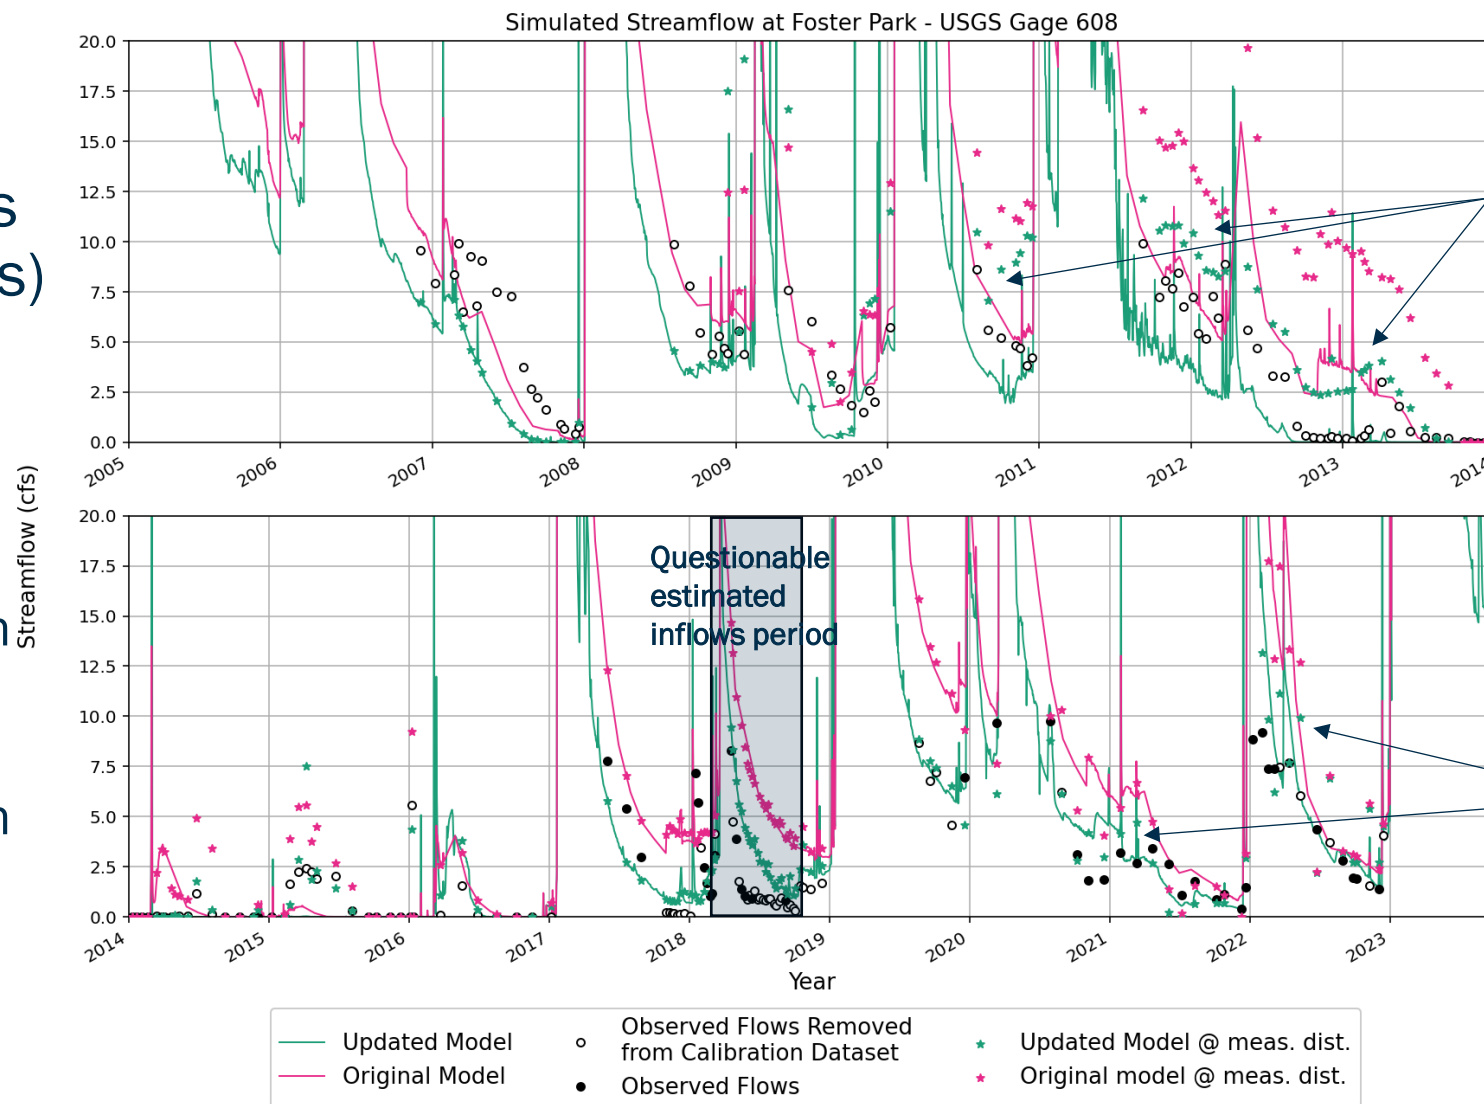 Simulated Streamflow at Foster Park - USGS Gage 608
20.0
17.5
15.0
12.5
10.0
7.5
5.0
2.5
0.0
2005
2006
2007
2008
2009
2010
2011
2012
2013
s
s)
Streamflow (cfs)
20.0
17.5
15.0
12.5
10.0
7.5
5.0
2.5
0.0
Questionable
estimated
inflows period
2014
2015
2016
2017
2018
2019
2020
2021
2022
2023
Year
Updated Model
Original Model
Observed Flows Removed
from Calibration Dataset
Observed Flows
Updated Model @ meas. dist.
Original model @ meas. dist.